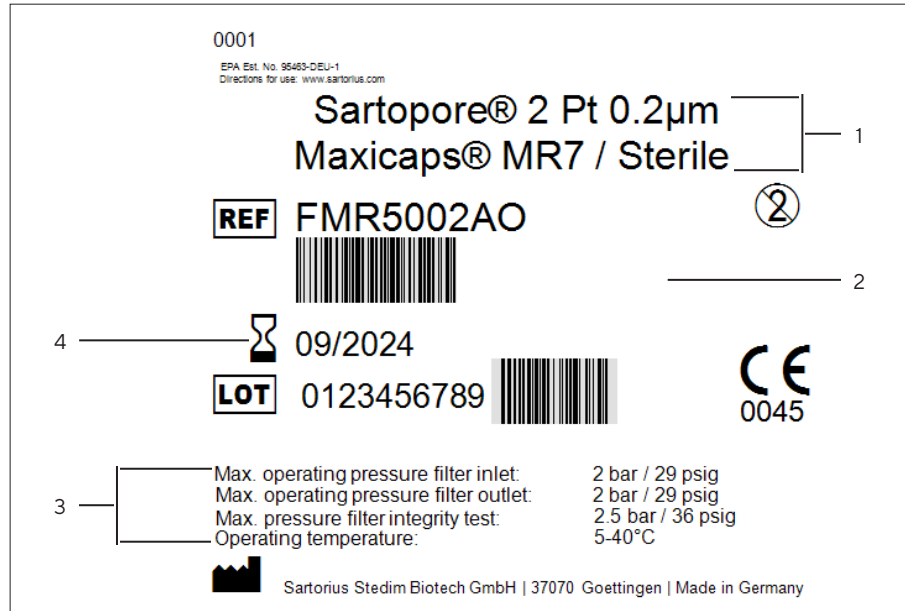 0001
EPA Est. No. 95463-DEU-1
Directions for use: www.sartorius.com
Sartopore® 2 Pt 0.2µm
Maxicaps® MR7 / Sterile
1
REF FMR5002AO
2
2
4
09/2024
LOT 0123456789
CE
0045
3
Max. operating pressure filter inlet: 2 bar / 29 psig
Max. operating pressure filter outlet: 2 bar / 29 psig
Max. pressure filter integrity test: 2.5 bar / 36 psig
Operating temperature: 5-40°C
Sartorius Stedim Biotech GmbH | 37070 Goettingen | Made in Germany